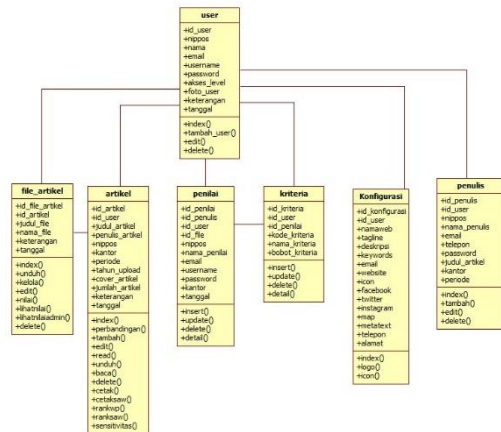 user
+id_user
+nippos
+nama
+email
+username
+password
+akses_level
+foto_user
+keterangan
+tanggal
+index()
+tambah_user()
+edit()
+delete()
file_artikel
+id_file_artikel
+id_artikel
+judul_file
+nama_file
+keterangan
+tanggal
+index()
+unduh()
+kelola()
+edit()
+nilai()
+lihatnilai()
+lihatnilaiadmin()
+delete()
artikel
+id_artikel
+id_user
+judul_artikel
+penulis_artikel
+nippos
+kantor
+periode
+tahun_upload
+cover_artikel
+jumlah_artikel
+keterangan
+tanggal
+index()
+perbandingan()
+tambah()
+edit()
+read()
+unduh()
+baca()
+delete()
+cetak()
+cetaksaw()
+rankwp()
+ranksaw()
+sensitivitas()
penilai
+id_penilai
+id_penulis
+id_user
+id_file
+nippos
+nama_penilai
+email
+username
+password
+kantor
+tanggal
+insert()
+update()
+delete()
+detail()
kriteria
+id_kriteria
+id_user
+id_penilai
+kode_kriteria
+nama_kriteria
+bobot_kriteria
+insert()
+update()
+delete()
+detail()
Konfigurasi
+id_konfigurasi
+id_user
+namaweb
+tagline
+deskripsi
+keywords
+email
+website
+icon
+facebook
+twitter
+instagram
+map
+metatext
+telepon
+alamat
+index()
+logo()
+icon()
penulis
+id_penulis
+id_user
+nippos
+nama_penulis
+email
+telepon
+password
+judul_artikel
+kantor
+periode
+index()
+tambah()
+edit()
+delete()